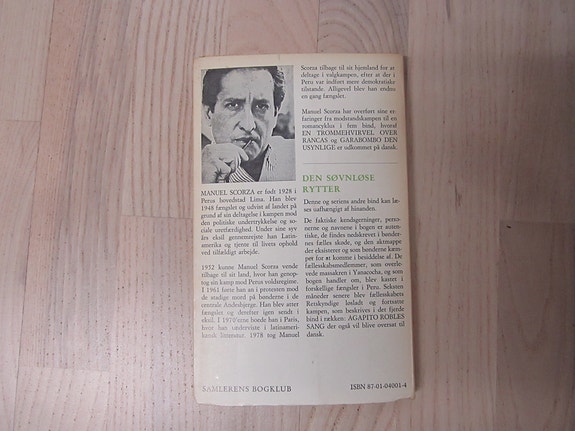 MANUEL SCORZA er født 1928 i
Perus hovedstad Lima. Han blev
1948 fængslet og udvist af landet på
grund af sin deltagelse i kampen mod
den politiske undertrykkelse og so-
ciale uretfærdighed. Under sine syv
års eksil gennemrejste han Latin-
amerika og tjente til livets ophold
ved tilfældigt arbejde.
1952 kunne Manuel Scorza vende
tilbage til sit land, hvor han genop-
tog sin kamp mod Perus voldsregime.
I 1961 førte han an i protesten mod
de stadige mord på bønderne i de
centrale Andesbjerge. Han blev atter
fængslet og derefter igen sendt i
eksil. I 1970'erne boede han i Paris,
hvor han underviste i latinameri-
kansk litteratur. 1978 tog Manuel
Scorza tilbage til sit hjemland for at
deltage i valgkampen, efter at der i
Peru var indført mere demokratiske
tilstande. Alligevel blev han endnu
en gang fængslet.
Manuel Scorza har overført sine er-
faringer fra modstandskampen til en
romancyklus i fem bind, hvoraf
EN TROMMEHVIRVEL OVER
RANCAS og GARABOMBO DEN
USYNLIGE er udkommet på dansk.
DEN SØVNLØSE
RYTTER
Denne og seriens andre bind kan læ-
ses uafhængigt af hinanden.
De faktiske kendsgerninger, perso-
nerne og navnene i bogen er auten-
tiske, de findes nedskrevet i bønder-
nes fælles skøde, og den aktmappe
der eksisterer og som bønderne kæm-
per for at komme i besiddelse af. De
fællesskabsmedlemmer, som overle-
vede massakren i Yanacocha, og som
bogen handler om, blev kastet i
forskellige fængsler i Peru. Seksten
måneder senere blev fællesskabets
Retskyndige løsladt og fortsatte
kampen, som beskrives i det fjerde
bind i rækken: AGAPITO ROBLES
SANG der også vil blive oversat til
dansk.
SAMLERENS BOGKLUB
ISBN 87-01-04001-4